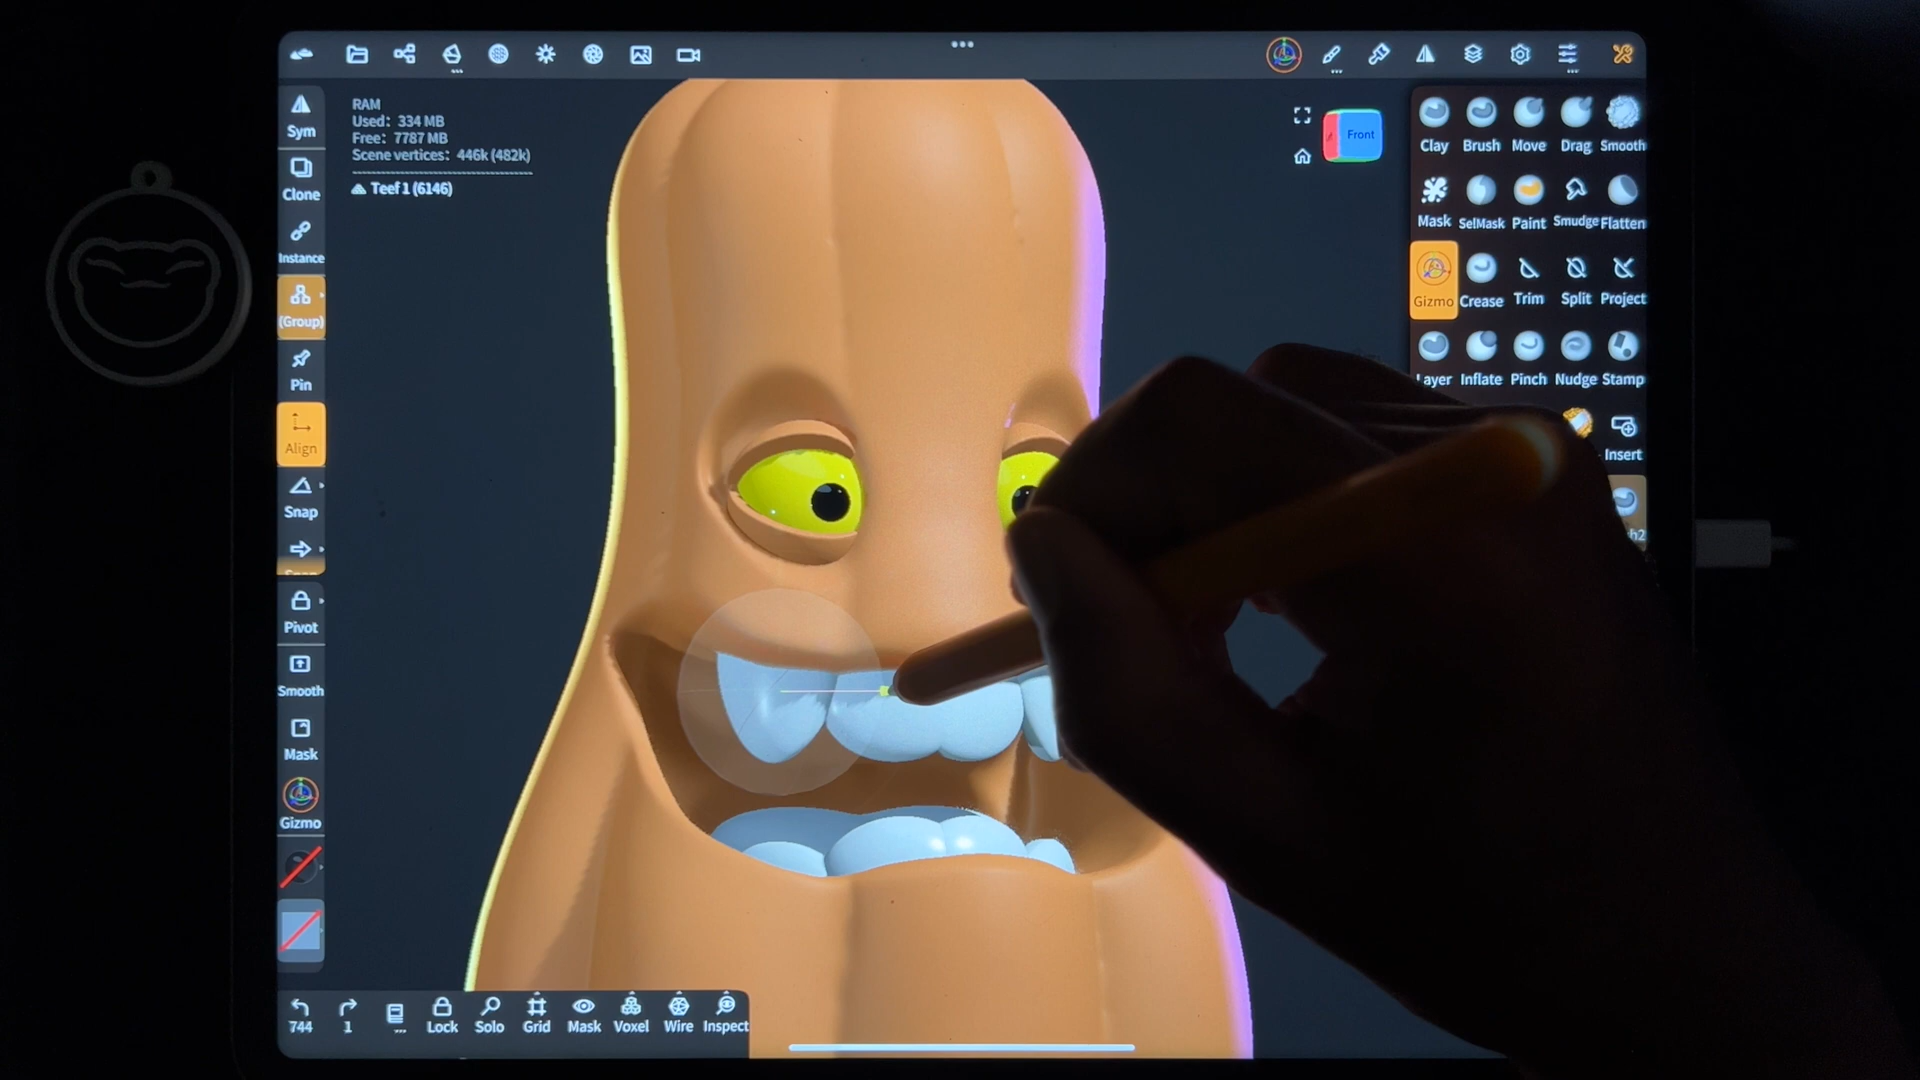 RAM
Used: 334 MB
Free: 7787 MB
Scene vertices: 446k (482k)
Teef 1 (6146)
Front
Sym
Clone
Instance
(Group)
Pin
Align
Snap
Pivot
Smooth
Mask
Gizmo
Clay Brush Move Drag Smooth
Mask SelMask Paint Smudge Flatten
Gizmo Crease Trim Split Project
Layer Inflate Pinch Nudge Stamp
Insert
744 1 Lock Solo Grid Mask Voxel Wire Inspect